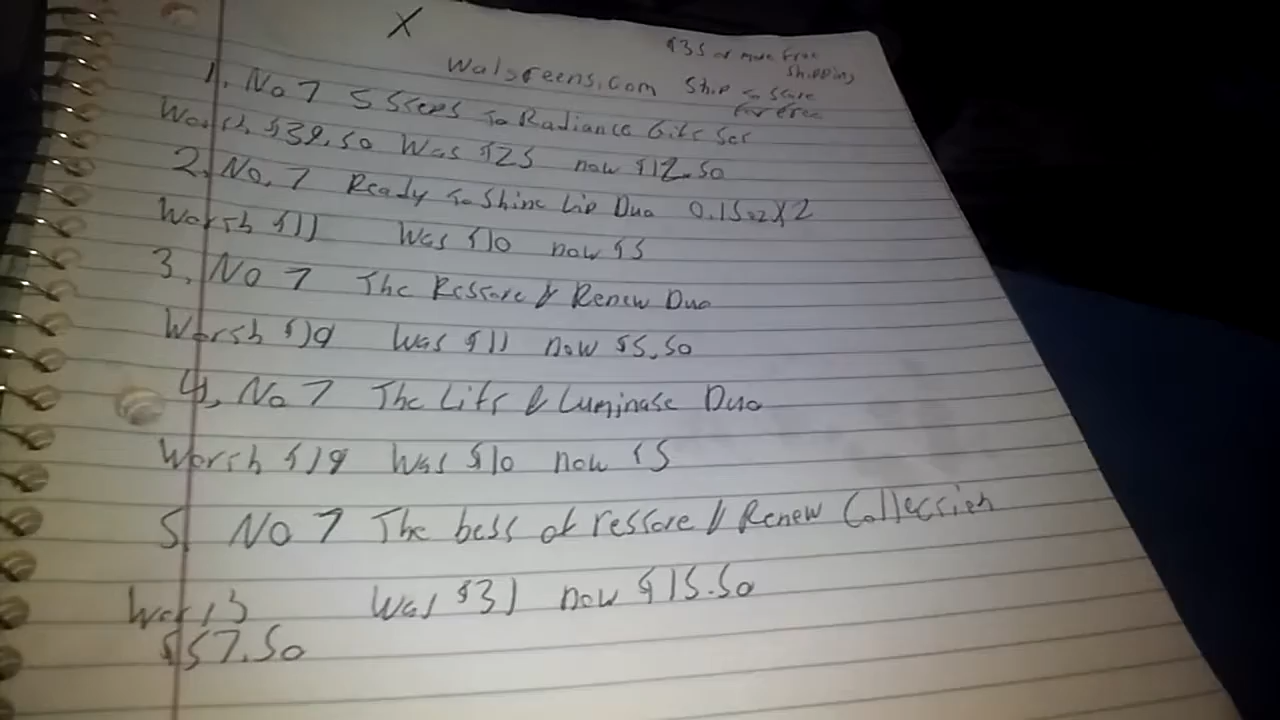 X
$35 or more free
shipping
Walgreens.com Ship to store
for free
1. No 7 5 Steps to Radiance Gift Set
Worth $39.50 Was $25 now $12.50
2. No. 7 Ready to Shine Lip Duo 0.15oz X 2
Worth $11 Was $10 now $5
3. No 7 The Restore & Renew Duo
Worth $19 Was $11 now $5.50
4. No 7 The Lift & Luminate Duo
Worth $19 Was $10 now $5
5 No 7 The best of restore & Renew Collection
Worth Was $31 now $15.50
$57.50